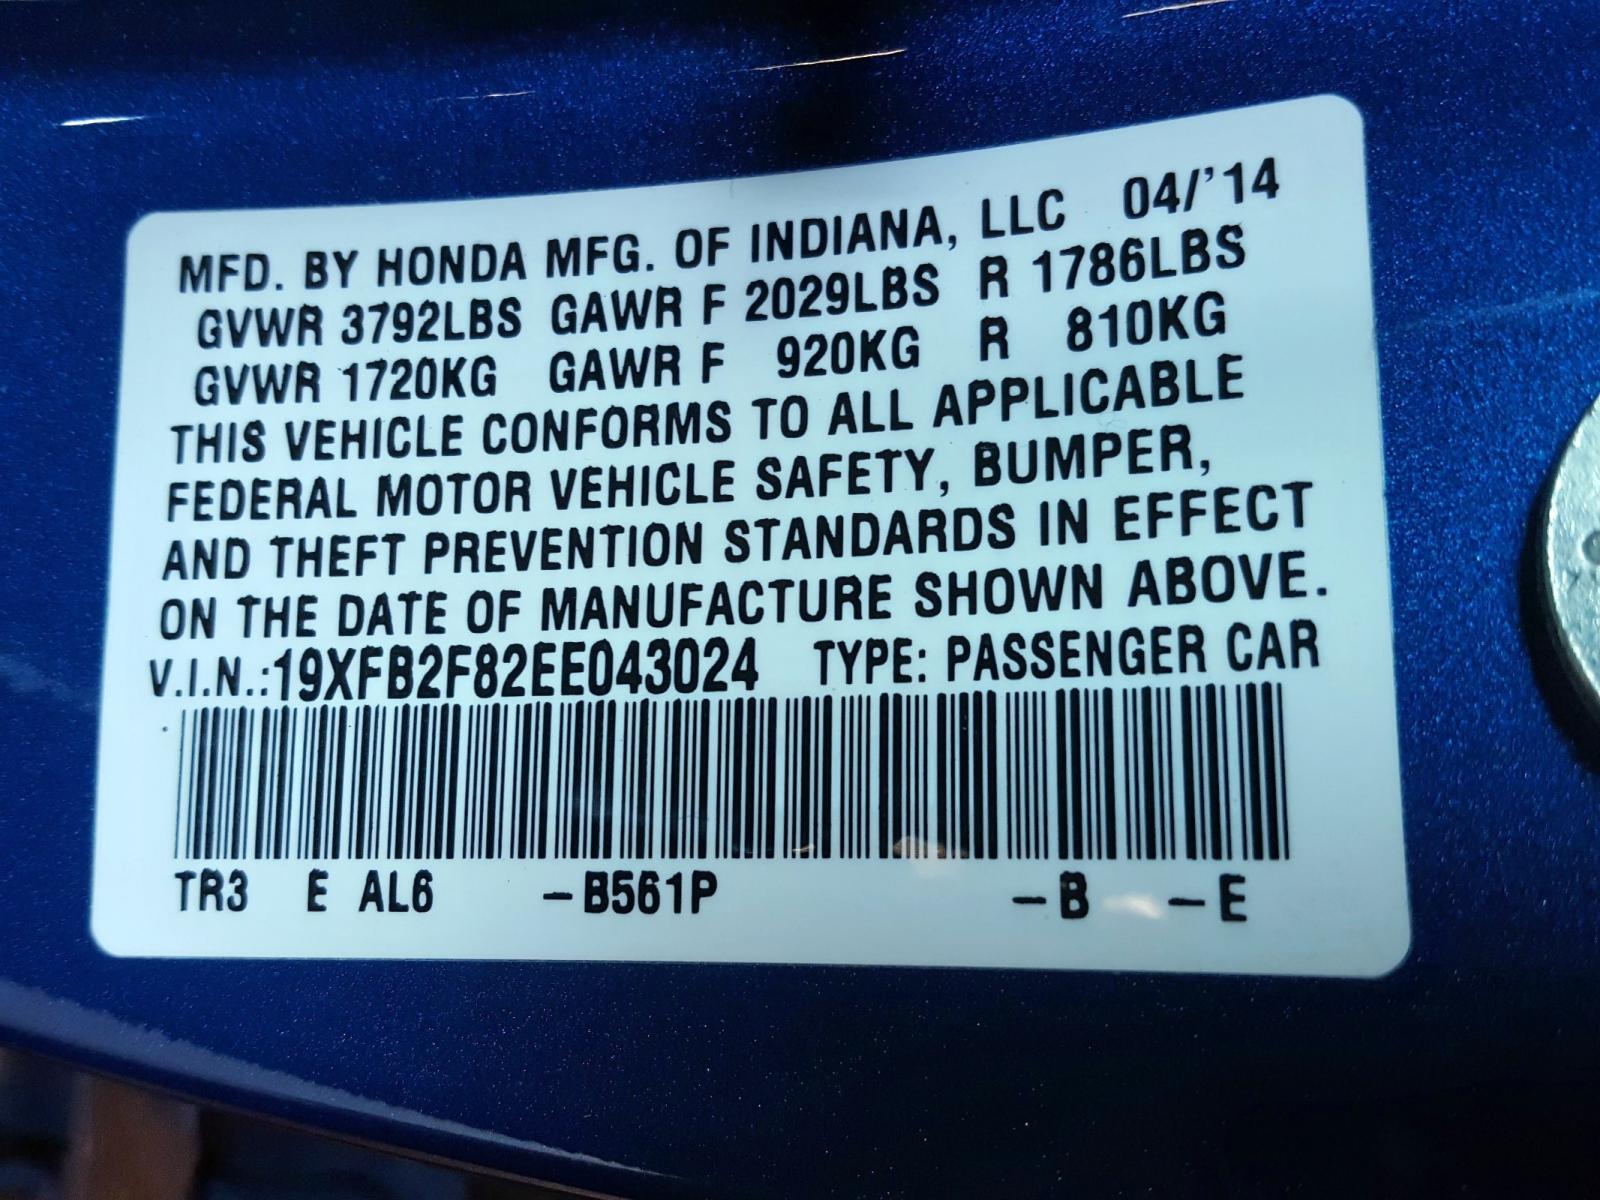 MFD. BY HONDA MFG. OF INDIANA, LLC 04/'14
GVWR 3792LBS GAWR F 2029LBS R 1786LBS
GVWR 1720KG GAWR F 920KG R 810KG
THIS VEHICLE CONFORMS TO ALL APPLICABLE
FEDERAL MOTOR VEHICLE SAFETY, BUMPER,
AND THEFT PREVENTION STANDARDS IN EFFECT
ON THE DATE OF MANUFACTURE SHOWN ABOVE.
V.I.N.:19XFB2F82EE043024 TYPE: PASSENGER CAR
TR3 E AL6 –B561P –B –E